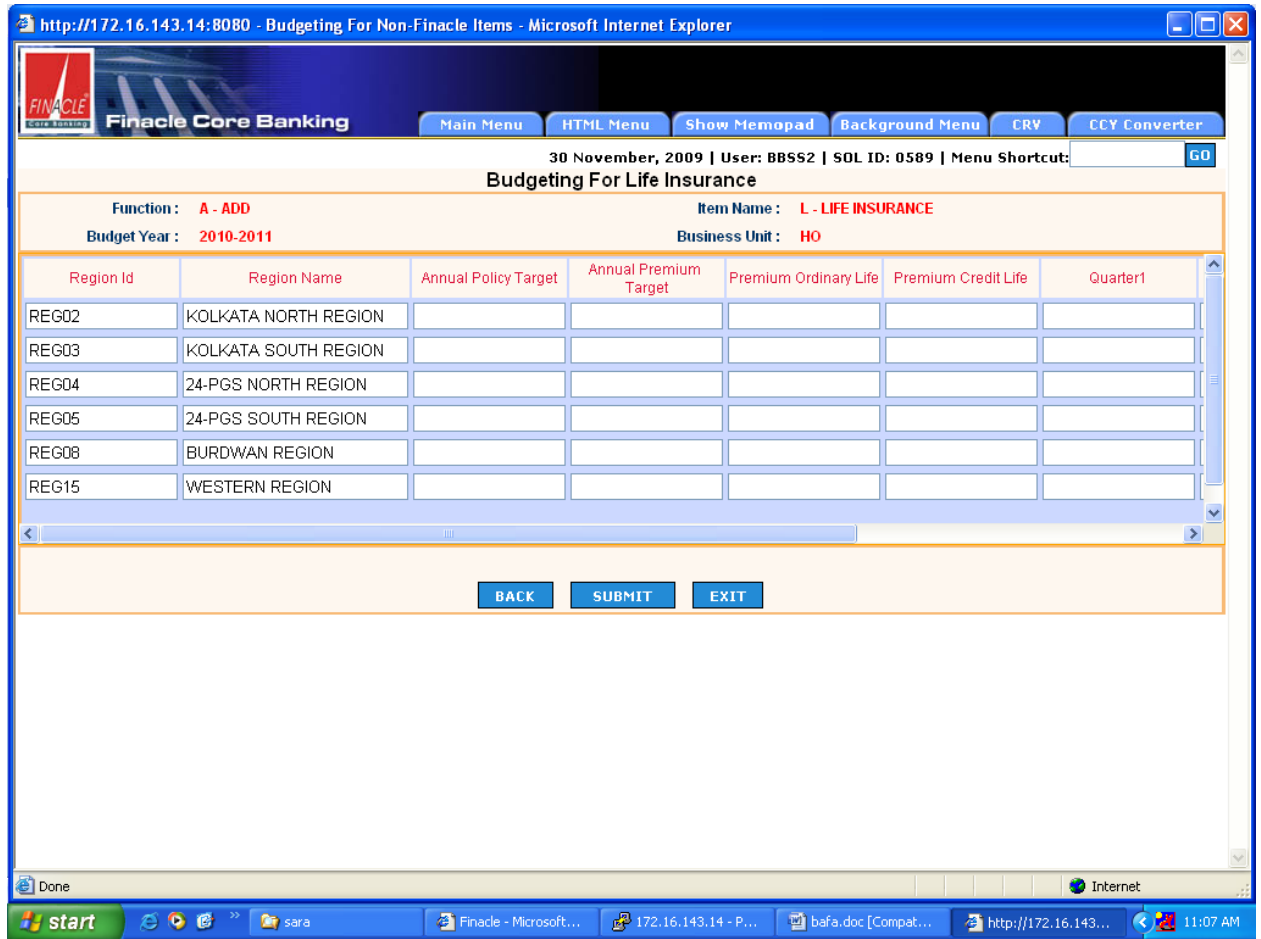 http://172.16.143.14:8080 - Budgeting For Non-Finacle Items - Microsoft Internet Explorer
FINACLE
Core Banking
Finacle Core Banking
Main Menu HTML Menu Show Memopad Background Menu CRV CCY Converter
30 November, 2009 | User: BBSS2 | SOL ID: 0589 | Menu Shortcut: GO
Budgeting For Life Insurance
Function : A - ADD Item Name : L - LIFE INSURANCE
Budget Year : 2010-2011 Business Unit : HO
Region Id Region Name Annual Policy Target Annual Premium Target Premium Ordinary Life Premium Credit Life Quarter1
REG02 KOLKATA NORTH REGION
REG03 KOLKATA SOUTH REGION
REG04 24-PGS NORTH REGION
REG05 24-PGS SOUTH REGION
REG08 BURDWAN REGION
REG15 WESTERN REGION
BACK SUBMIT EXIT
Done Internet
start sara Finacle - Microsoft... 172.16.143.14 - P... bafa.doc [Compat... http://172.16.143... 11:07 AM